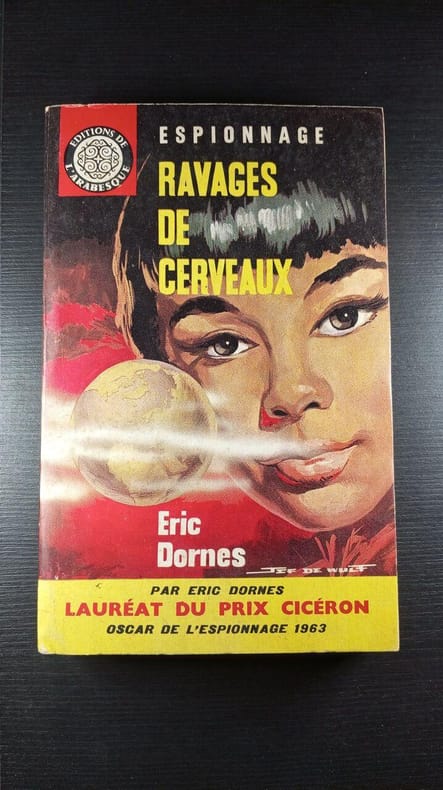 EDITIONS DE
L'ARABESQUE
ESPIONNAGE
RAVAGES
DE
CERVEAUX
Eric
Dornes
JEF DE WULF
PAR ERIC DORNES
LAURÉAT DU PRIX CICÉRON
OSCAR DE L'ESPIONNAGE 1963